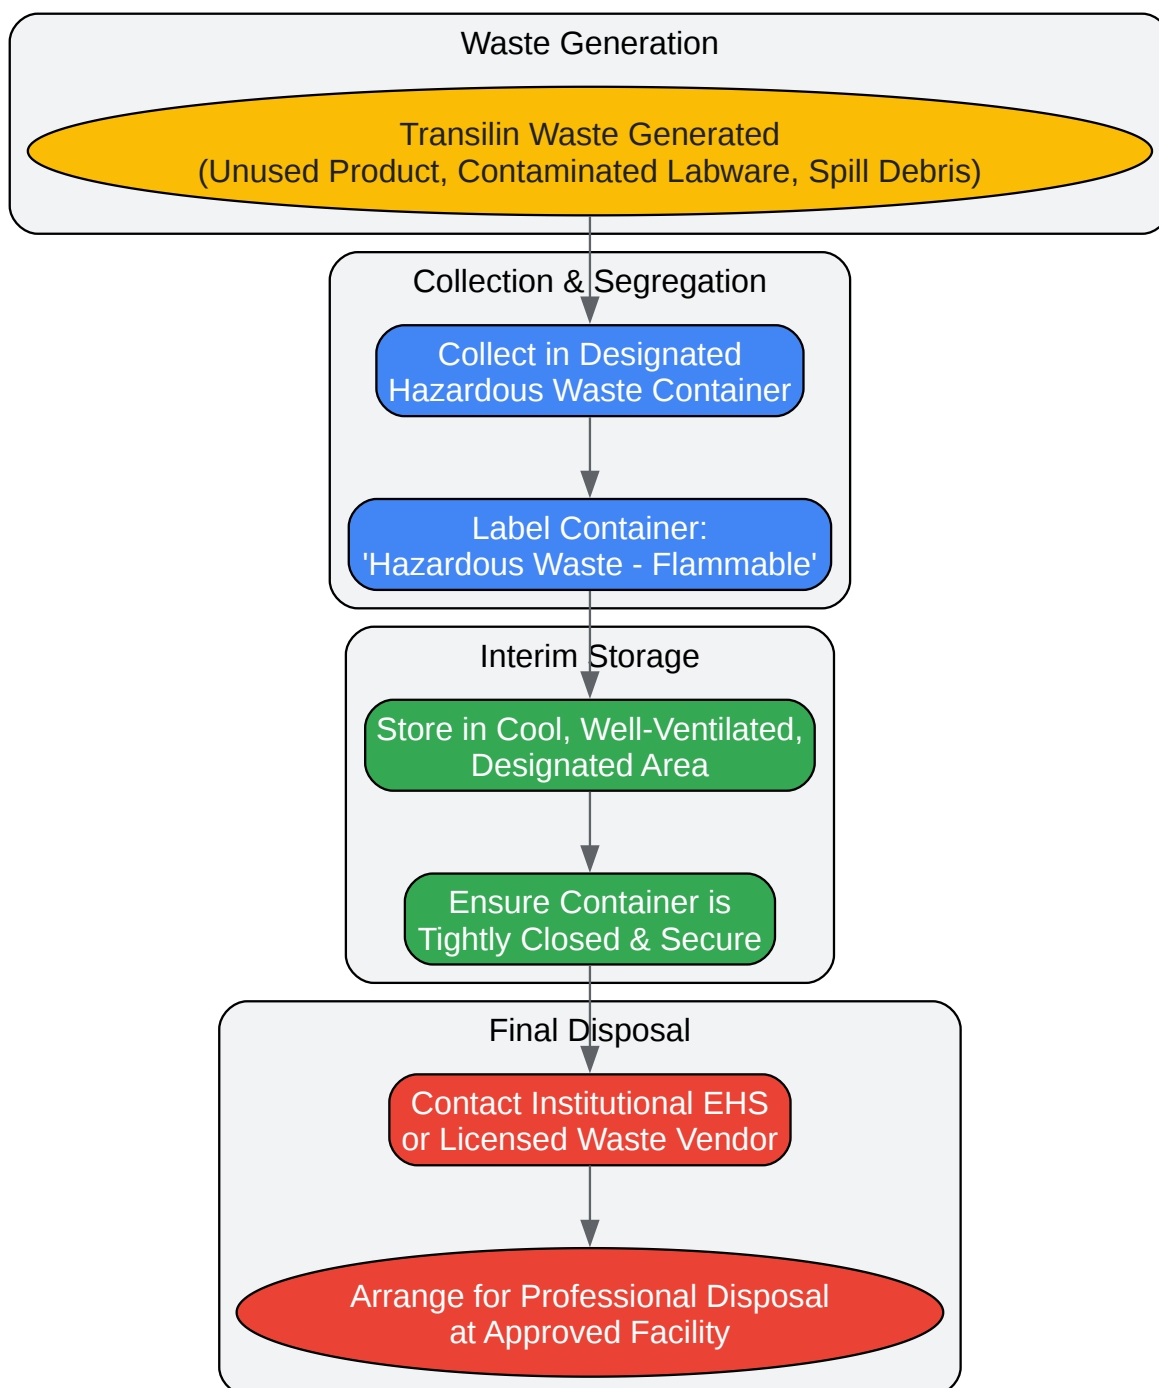 Waste Generation
Transilin Waste Generated
(Unused Product, Contaminated Labware, Spill Debris)
Collection & Segregation
Collect in Designated
Hazardous Waste Container
Label Container:
'Hazardous Waste - Flammable'
Interim Storage
Store in Cool, Well-Ventilated,
Designated Area
Ensure Container is
Tightly Closed & Secure
Final Disposal
Contact Institutional EHS
or Licensed Waste Vendor
Arrange for Professional Disposal
at Approved Facility